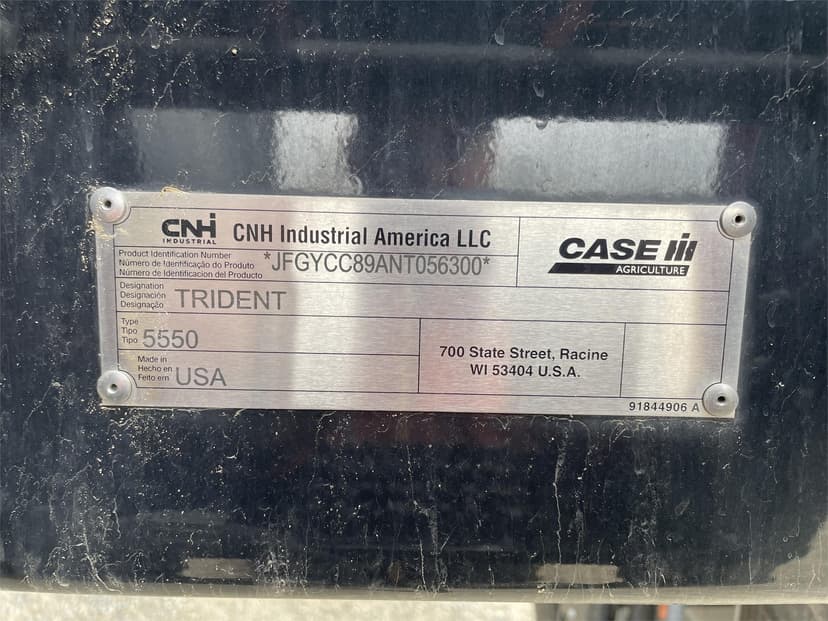 CNH
INDUSTRIAL
CNH Industrial America LLC
Product Identification Number
Número de Identificação do Produto
Número de Identificacion del Producto
*JFGYCC89ANT056300*
CASE IH
AGRICULTURE
Designation
Designación
Designação
TRIDENT
Type
Tipo
Tipo
5550
700 State Street, Racine
WI 53404 U.S.A.
Made in
Hecho en
Feito em
USA
91844906 A